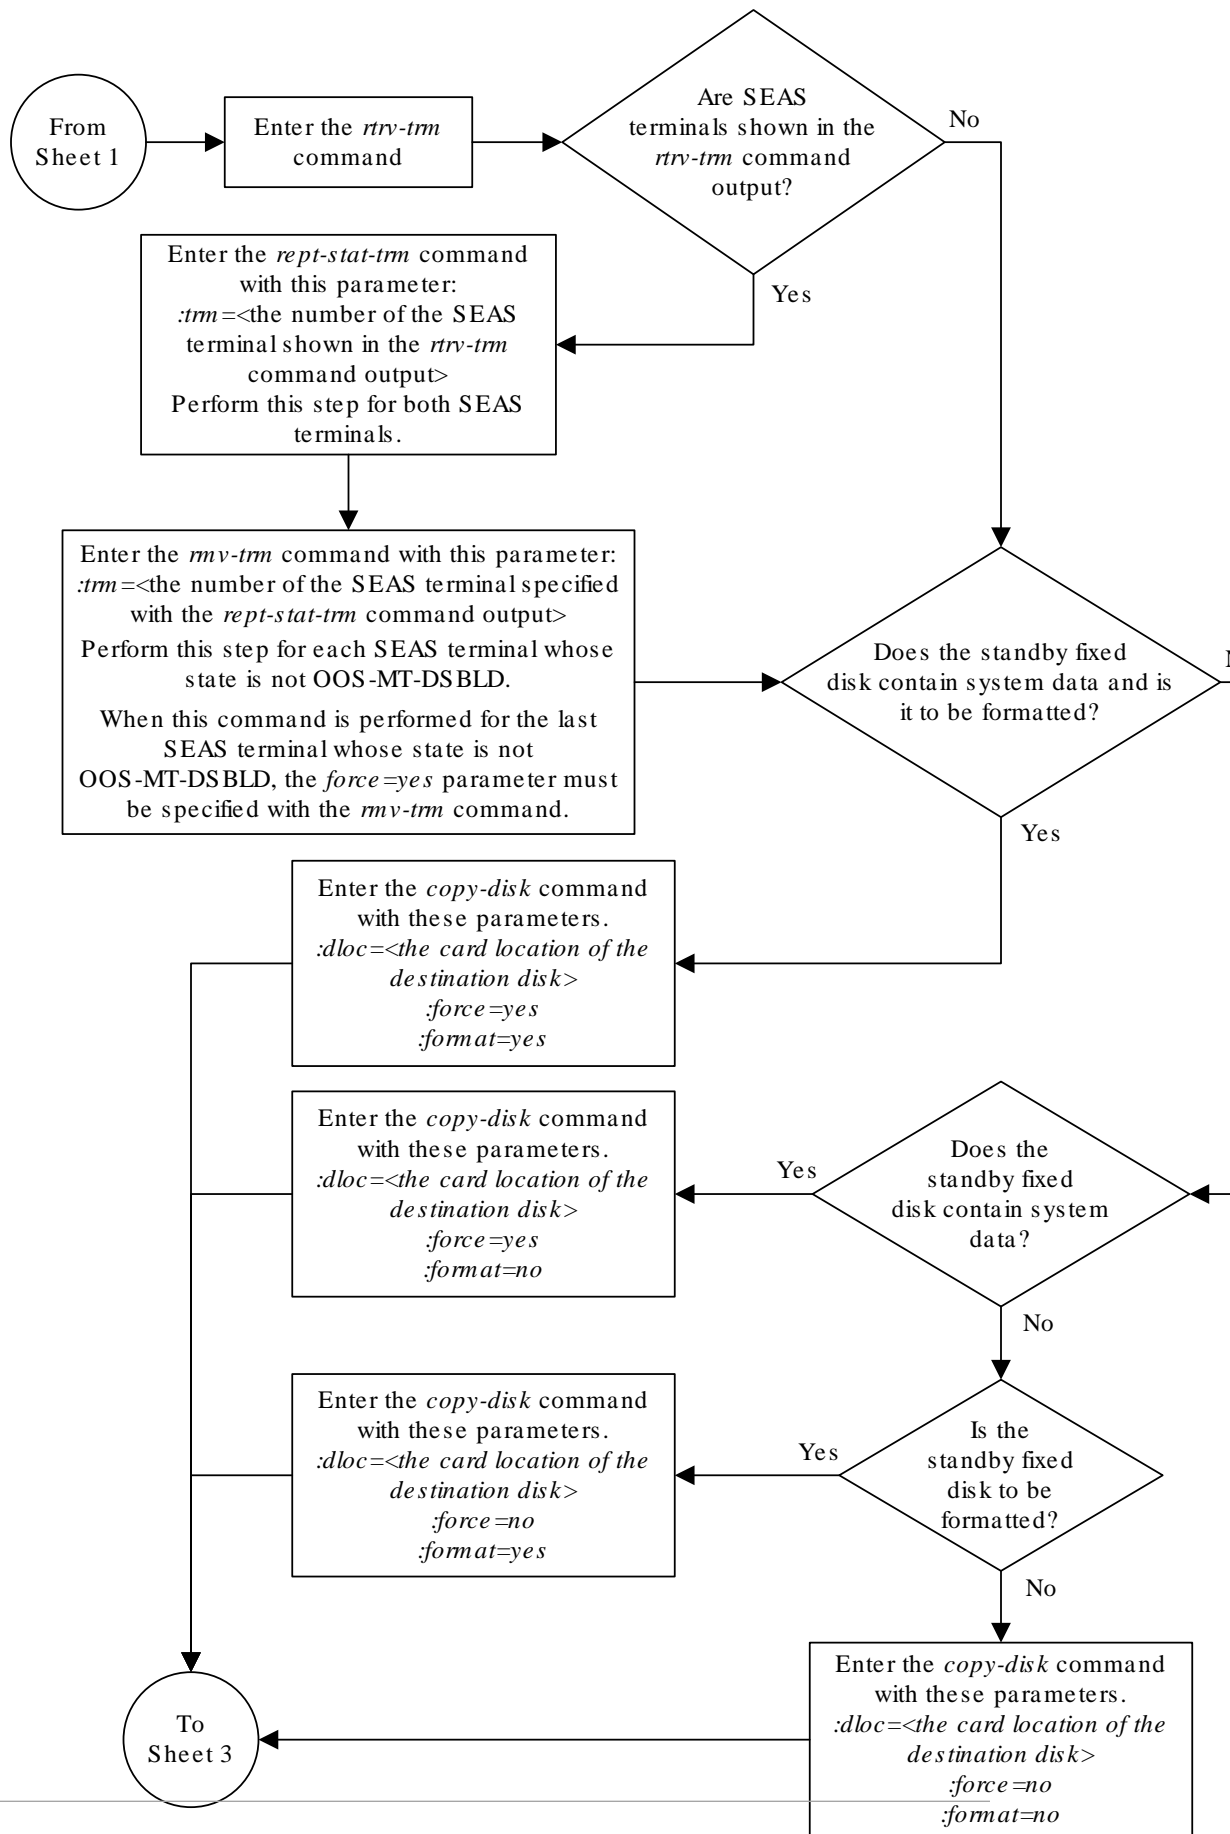 From
Sheet 1
Enter the rtrv-trm
command
Are SEAS
terminals shown in the
rtrv-trm command
output?
No
Yes
Enter the rept-stat-trm command
with this parameter:
:trm=<the number of the SEAS
terminal shown in the rtrv-trm
command output>
Perform this step for both SEAS
terminals.
Enter the rmv-trm command with this parameter:
:trm=<the number of the SEAS terminal specified
with the rept-stat-trm command output>
Perform this step for each SEAS terminal whose
state is not OOS-MT-DSBLD.
When this command is performed for the last
SEAS terminal whose state is not
OOS-MT-DSBLD, the force=yes parameter must
be specified with the rmv-trm command.
Does the standby fixed
disk contain system data and is
it to be formatted?
Yes
Enter the copy-disk command
with these parameters.
:dloc=<the card location of the
destination disk>
:force=yes
:format=yes
Enter the copy-disk command
with these parameters.
:dloc=<the card location of the
destination disk>
:force=yes
:format=no
Yes
Does the
standby fixed
disk contain system
data?
No
Enter the copy-disk command
with these parameters.
:dloc=<the card location of the
destination disk>
:force=no
:format=yes
Yes
Is the
standby fixed
disk to be
formatted?
No
Enter the copy-disk command
with these parameters.
:dloc=<the card location of the
destination disk>
:force=no
:format=no
To
Sheet 3